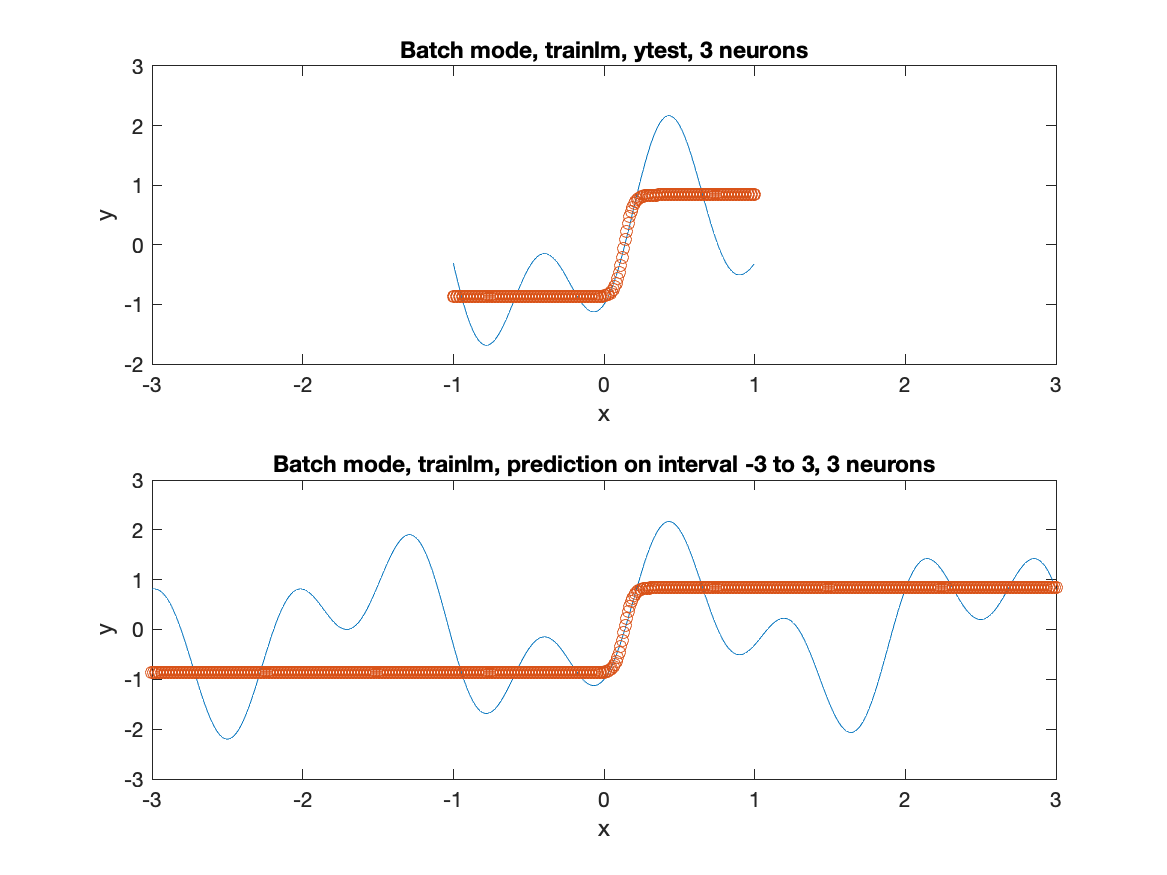 Batch mode, trainlm, ytest, 3 neurons
3
2
1
0
-1
-2
y
-3 -2 -1 0 1 2 3
x
Batch mode, trainlm, prediction on interval -3 to 3, 3 neurons
3
2
1
0
-1
-2
-3
y
-3 -2 -1 0 1 2 3
x